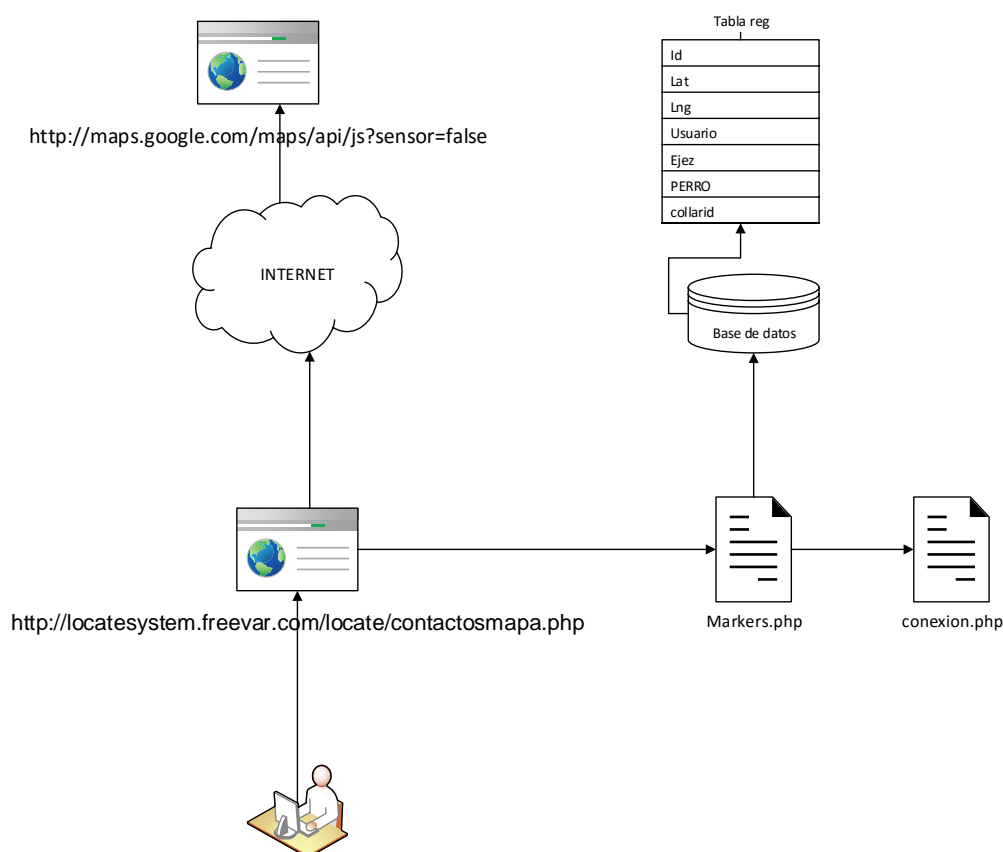 Tabla reg
Id
Lat
Lng
Usuario
Ejez
PERRO
collarid
http://maps.google.com/maps/api/js?sensor=false
INTERNET
Base de datos
http://locatesystem.freevar.com/locate/contactosmapa.php
Markers.php
conexion.php